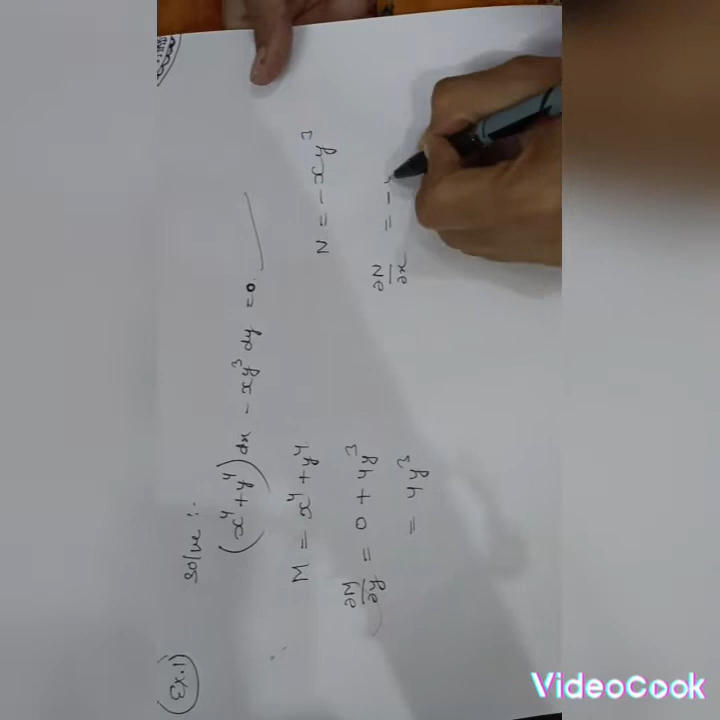 Ex.1)
Solve :-
(x⁴+y⁴)dx - xy³ dy = 0.
M = x⁴+y⁴
∂M/∂y = 0 + 4y³
= 4y³
N = - xy³
∂N/∂x = -
VideoCook